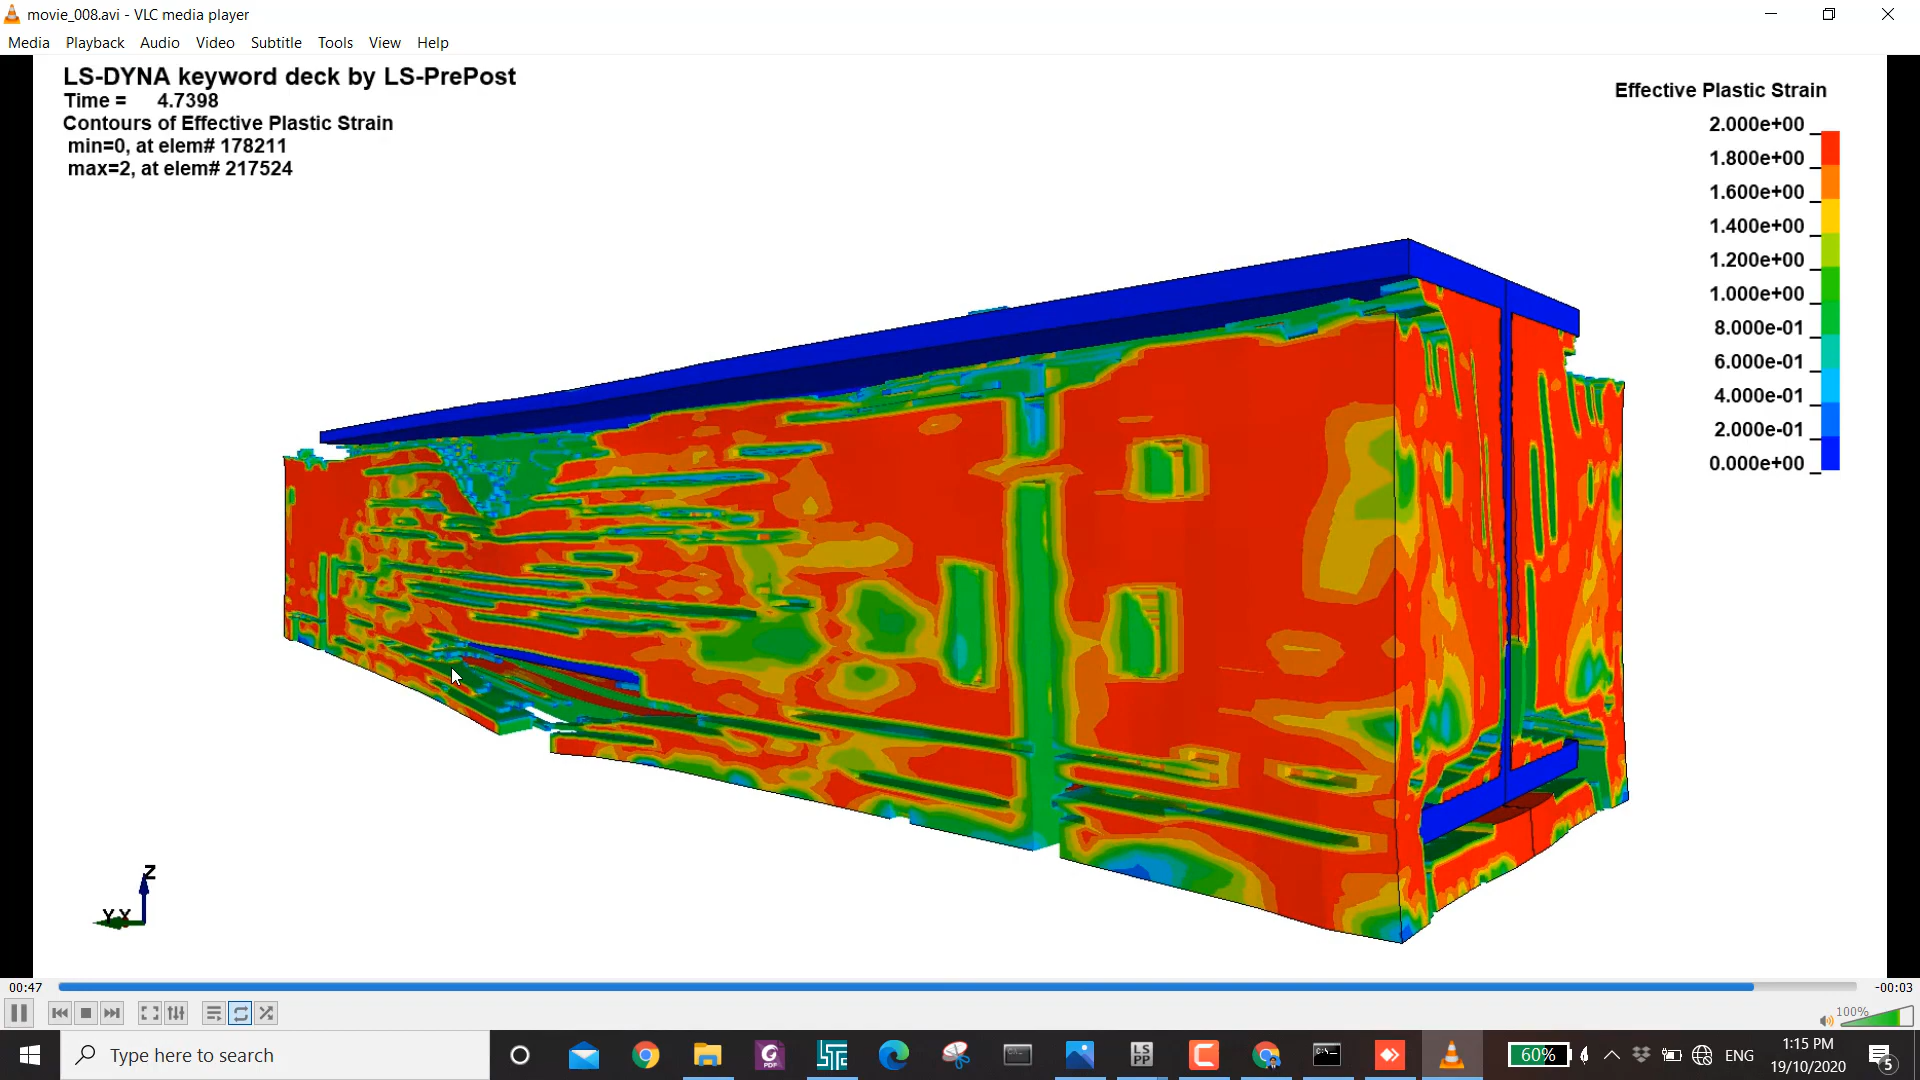 movie_008.avi - VLC media player
Media Playback Audio Video Subtitle Tools View Help
LS-DYNA keyword deck by LS-PrePost
Time = 4.7398
Contours of Effective Plastic Strain
min=0, at elem# 178211
max=2, at elem# 217524
Effective Plastic Strain
2.000e+00
1.800e+00
1.600e+00
1.400e+00
1.200e+00
1.000e+00
8.000e-01
6.000e-01
4.000e-01
2.000e-01
0.000e+00
Z
Y X
00:47
-00:03
100%
Type here to search
PDF
LS
PP
C:\
60%
ENG
1:15 PM
19/10/2020
5